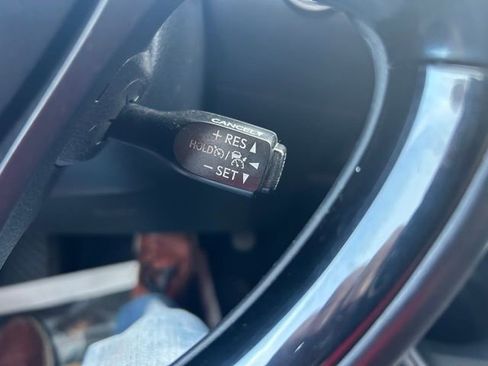 CANCEL
+ RES ▲
HOLD /
– SET ▼